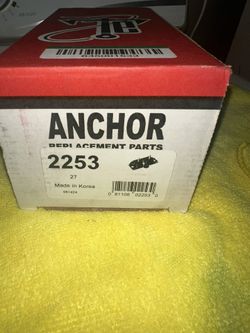 ANCHOR
REPLACEMENT PARTS
2253
27
Made in Korea